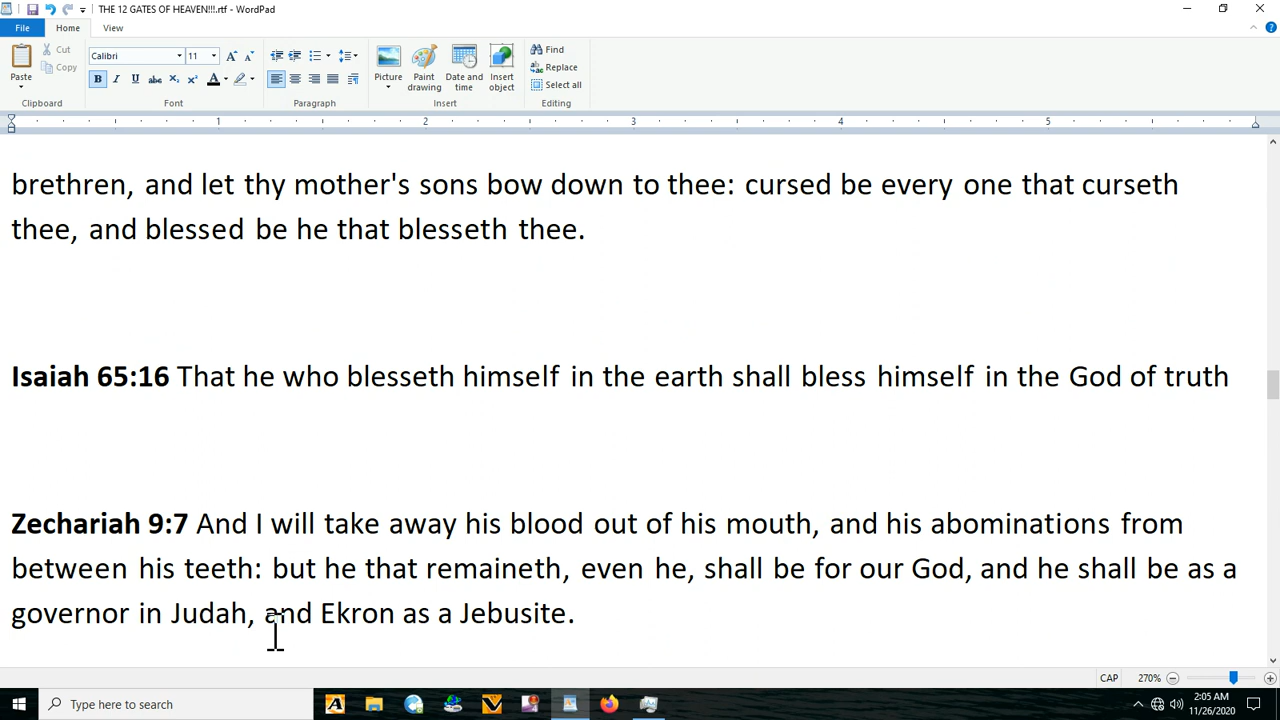 THE 12 GATES OF HEAVEN!!!.rtf - WordPad
File Home View
Paste Cut Copy
Calibri 11
Picture Paint drawing Date and time Insert object
Find
Replace
Select all
Clipboard Font Paragraph Insert Editing
1 2 3 4 5
brethren, and let thy mother's sons bow down to thee: cursed be every one that curseth
thee, and blessed be he that blesseth thee.
Isaiah 65:16 That he who blesseth himself in the earth shall bless himself in the God of truth
Zechariah 9:7 And I will take away his blood out of his mouth, and his abominations from
between his teeth: but he that remaineth, even he, shall be for our God, and he shall be as a
governor in Judah, and Ekron as a Jebusite.
CAP 270%
Type here to search
2:05 AM
11/26/2020